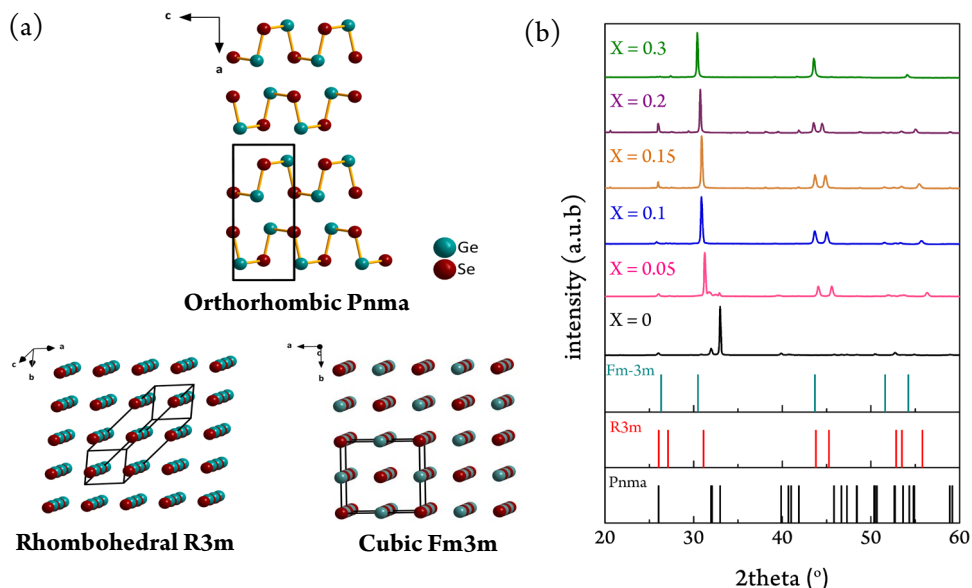 (a)
c
a
Ge
Se
Orthorhombic Pnma
a
c
b
Rhombohedral R3m
a
c
b
Cubic Fm3m
(b)
X = 0.3
X = 0.2
X = 0.15
X = 0.1
X = 0.05
X = 0
Fm-3m
R3m
Pnma
intensity ( a.u.b )
20 30 40 50 60
2theta (º)